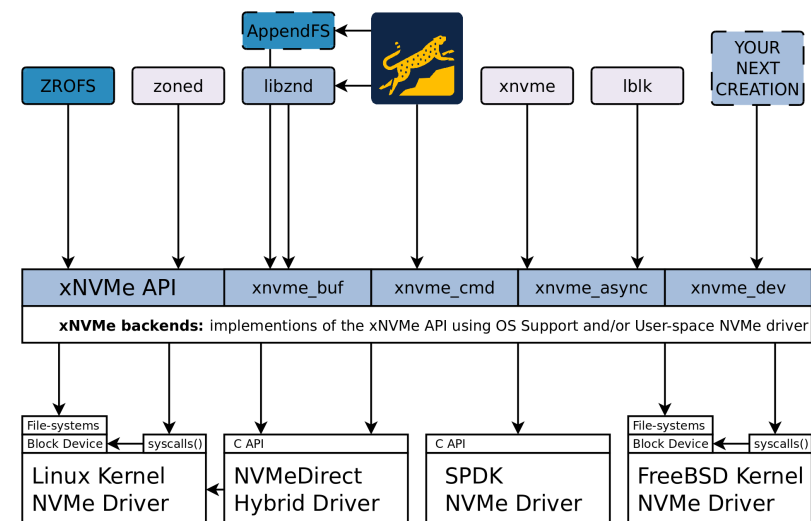 AppendFS
YOUR
NEXT
CREATION
ZROFS
zoned
libznd
xnvme
lblk
xNVMe API
xnvme_buf
xnvme_cmd
xnvme_async
xnvme_dev
xNVMe backends: implementions of the xNVMe API using OS Support and/or User-space NVMe driver
File-systems
Block Device
syscalls()
Linux Kernel
NVMe Driver
C API
NVMeDirect
Hybrid Driver
C API
SPDK
NVMe Driver
File-systems
Block Device
syscalls()
FreeBSD Kernel
NVMe Driver